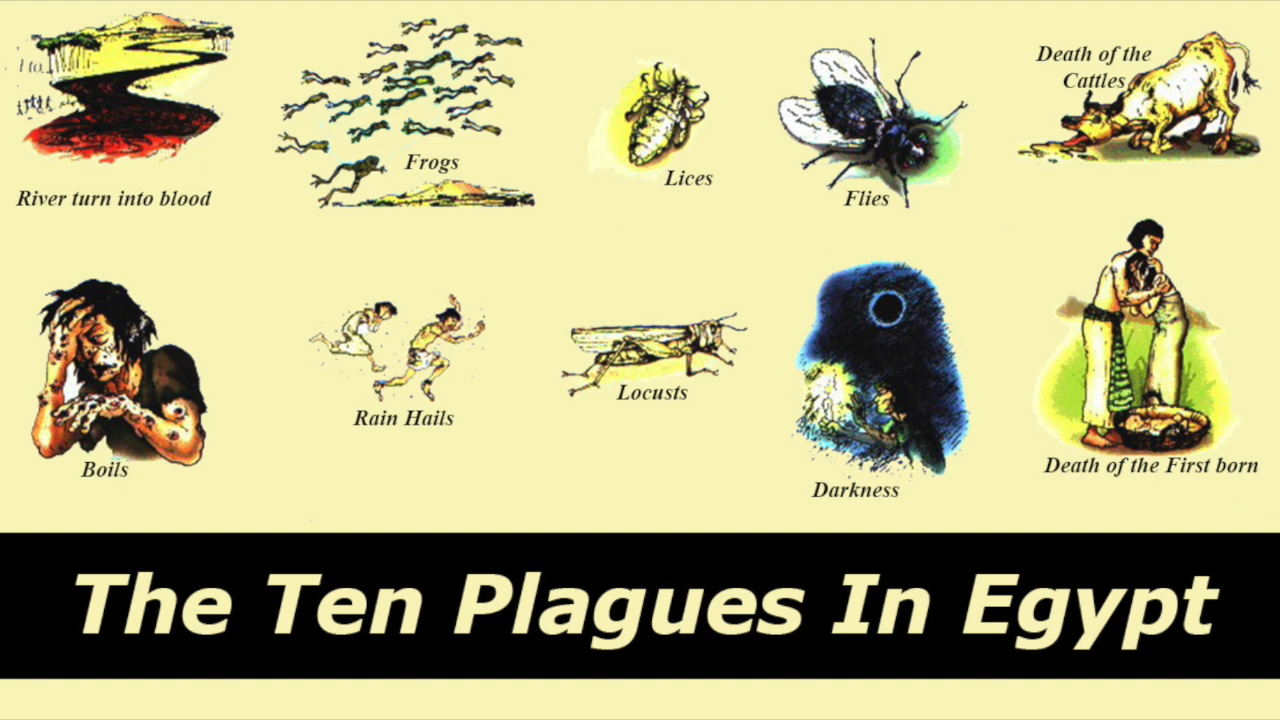 River turn into blood
Frogs
Lices
Flies
Death of the
Cattles
Boils
Rain Hails
Locusts
Darkness
Death of the First born
The Ten Plagues In Egypt